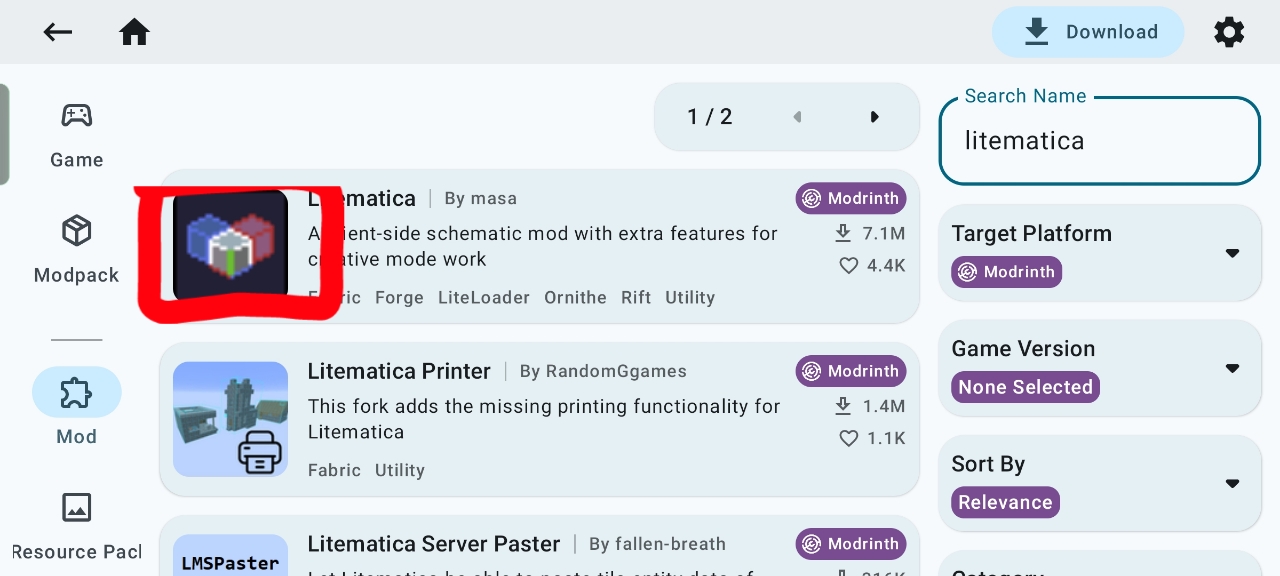 Download
Game
Modpack
Mod
Resource Pacl
1 / 2
Litematica | By masa
Modrinth
client-side schematic mod with extra features for
creative mode work
7.1M
4.4K
Fabric Forge LiteLoader Ornithe Rift Utility
Litematica Printer | By RandomGgames
Modrinth
This fork adds the missing printing functionality for
Litematica
1.4M
1.1K
Fabric Utility
LMSPaster
Litematica Server Paster | By fallen-breath
Modrinth
Search Name
litematica
Target Platform
Modrinth
Game Version
None Selected
Sort By
Relevance